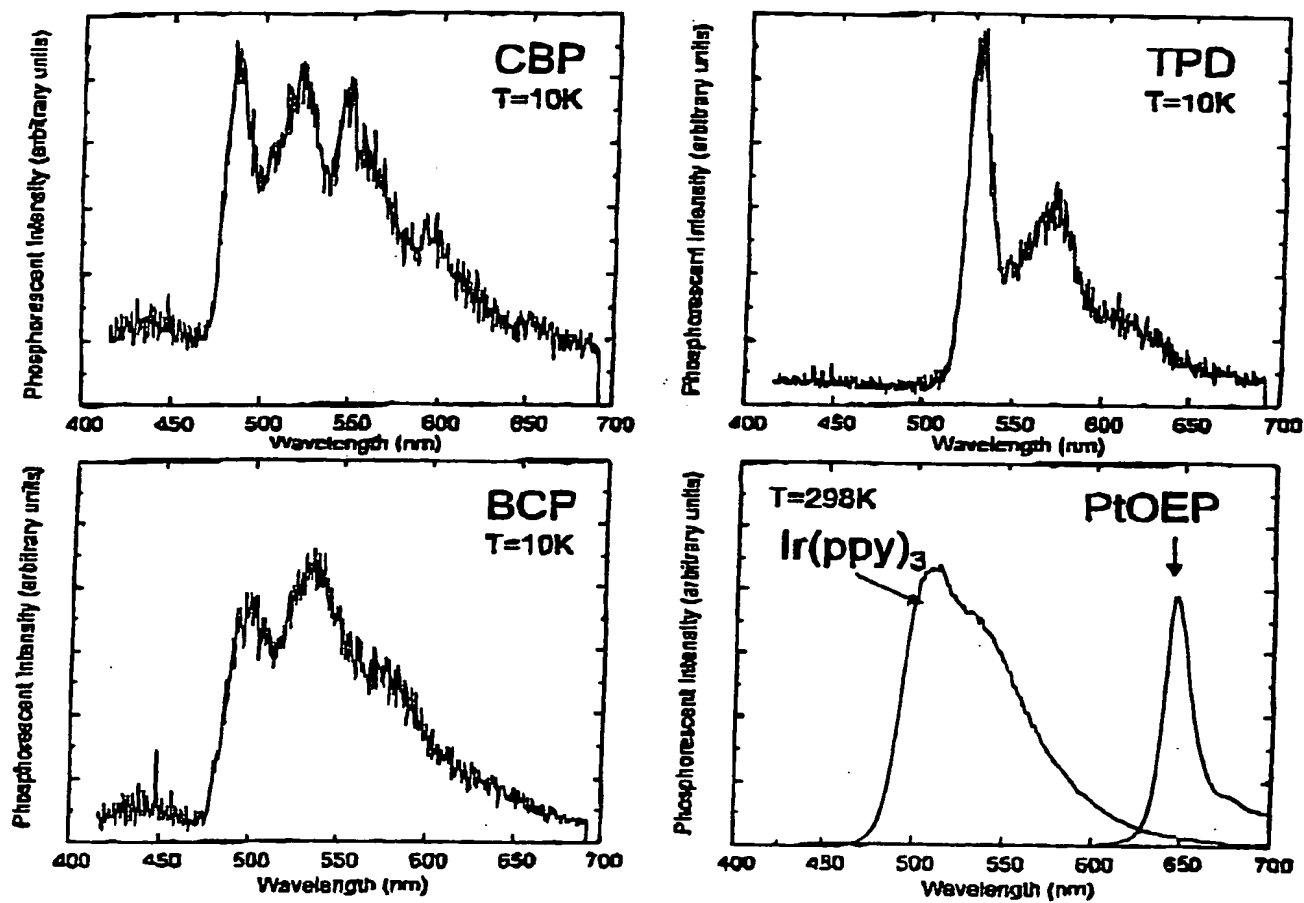 Phosphorescent Intensity (arbitrary units)
CBP
T=10K
400 450 500 550 600 650 700
Wavelength (nm)
Phosphorescent Intensity (arbitrary units)
TPD
T=10K
400 450 500 550 600 650 700
Wavelength (nm)
Phosphorescent Intensity (arbitrary units)
BCP
T=10K
400 450 500 550 600 650 700
Wavelength (nm)
Phosphorescent Intensity (arbitrary units)
T=298K
PtOEP
Ir(ppy)₃
400 450 500 550 600 650 700
Wavelength (nm)